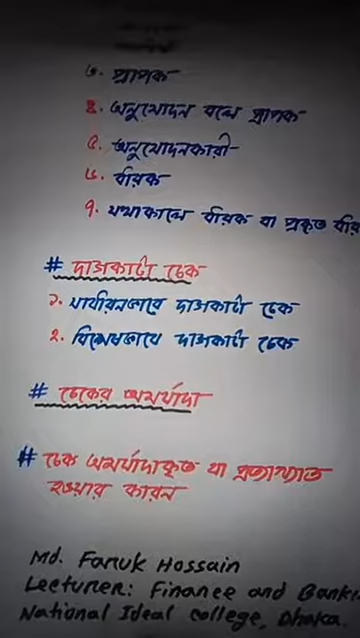 ৩. প্রাপক
৪. অনুমোদন বলে প্রাপক
৫. অনুমোদনকারী
৬. বাহক
৭. যথাকালে বাহক বা প্রকৃত
# দাগকাটা চেক
১. সাধারনভাবে দাগকাটা চেক
২. বিশেষভাবে দাগকাটা চেক
# চেকের অমর্যাদা
# চেক অমর্যাদাকৃত বা প্রত্যাখ্যাত
হওয়ার কারন
Md. Faruk Hossain
Lecturer: Finance and
National Ideal college, Dhaka.